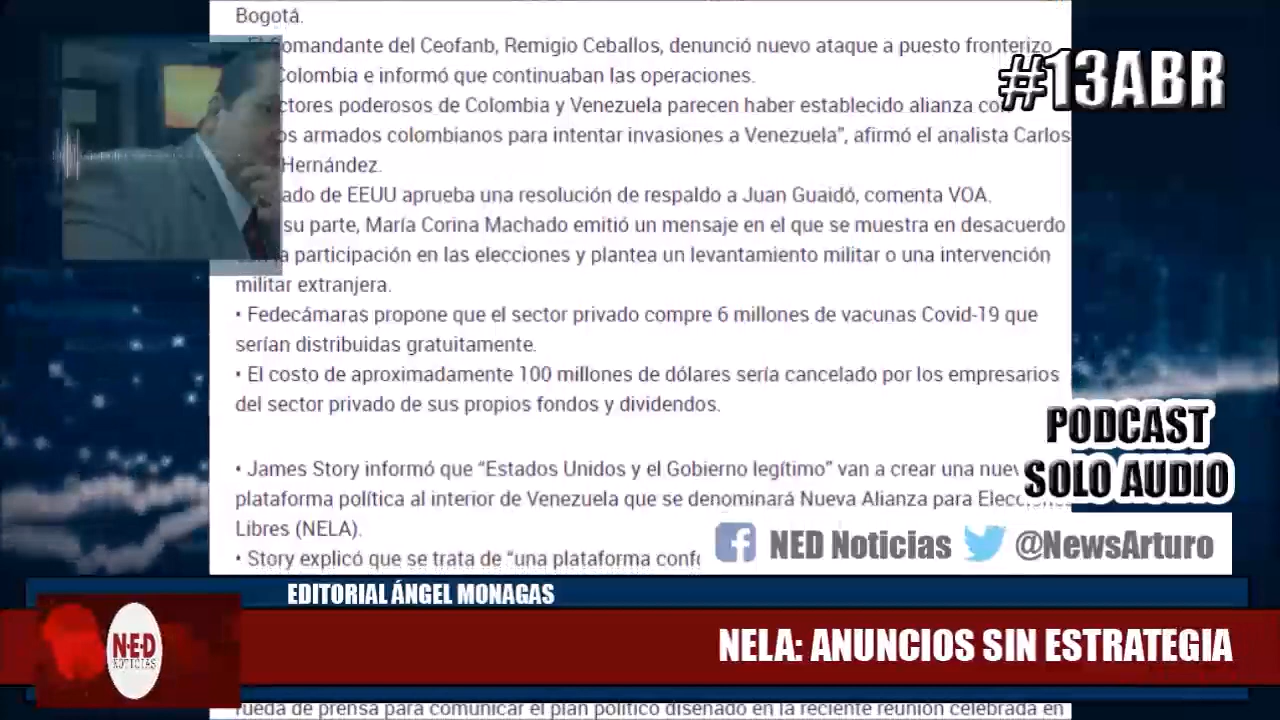 Bogotá.
El Comandante del Ceofanb, Remigio Ceballos, denunció nuevo ataque a puesto fronterizo
Colombia e informó que continuaban las operaciones.
ctores poderosos de Colombia y Venezuela parecen haber establecido alianza co
os armados colombianos para intentar invasiones a Venezuela”, afirmó el analista Carlos
Hernández.
ado de EEUU aprueba una resolución de respaldo a Juan Guaidó, comenta VOA.
su parte, María Corina Machado emitió un mensaje en el que se muestra en desacuerdo
la participación en las elecciones y plantea un levantamiento militar o una intervención
militar extranjera.
• Fedecámaras propone que el sector privado compre 6 millones de vacunas Covid-19 que
serían distribuidas gratuitamente.
• El costo de aproximadamente 100 millones de dólares sería cancelado por los empresarios
del sector privado de sus propios fondos y dividendos.
• James Story informó que “Estados Unidos y el Gobierno legítimo” van a crear una nuev
plataforma política al interior de Venezuela que se denominará Nueva Alianza para Elecciones
Libres (NELA).
• Story explicó que se trata de “una plataforma confo
#13ABR
PODCAST
SOLO AUDIO
NED Noticias @NewsArturo
EDITORIAL ÁNGEL MONAGAS
N·E·D
NOTICIAS
NELA: ANUNCIOS SIN ESTRATEGIA
rueda de prensa para comunicar el plan político diseñado en la reciente reunión celebrada en